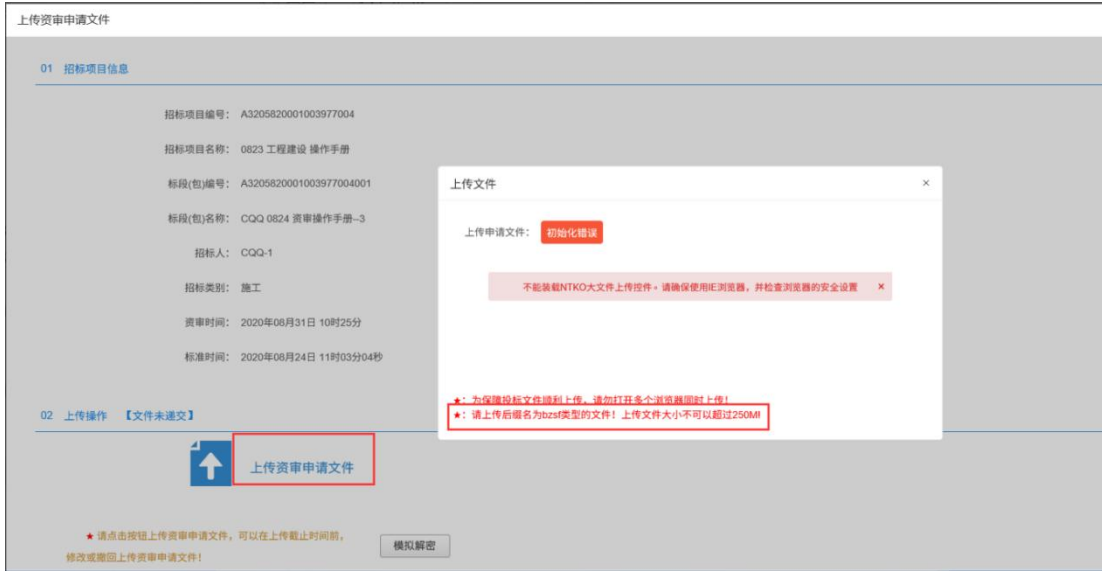 上传资审申请文件
01 招标项目信息
招标项目编号： A3205820001003977004
招标项目名称： 0823 工程建设 操作手册
标段(包)编号： A3205820001003977004001
标段(包)名称： CQQ 0824 资审操作手册--3
招标人： CQQ-1
招标类别： 施工
资审时间： 2020年08月31日 10时25分
标准时间： 2020年08月24日 11时03分04秒
02 上传操作 【文件未递交】
上传资审申请文件
★ 请点击按钮上传资审申请文件，可以在上传截止时间前，
修改或撤回上传资审申请文件！
模拟解密
上传文件 ×
上传申请文件： 初始化错误
不能装载NTKO大文件上传控件。请确保使用IE浏览器，并检查浏览器的安全设置 ×
★：为保障投标文件顺利上传，请勿打开多个浏览器同时上传！
★：请上传后缀名为bzsf类型的文件！上传文件大小不可以超过250M!